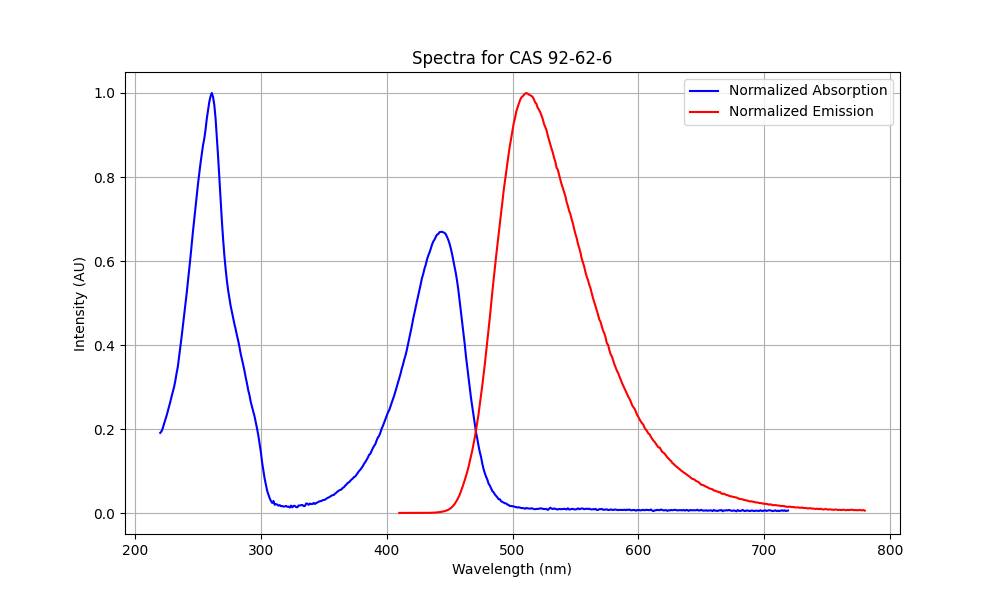 Spectra for CAS 92-62-6
Normalized Absorption
Normalized Emission
1.0
0.8
0.6
0.4
0.2
0.0
Intensity (AU)
200 300 400 500 600 700 800
Wavelength (nm)